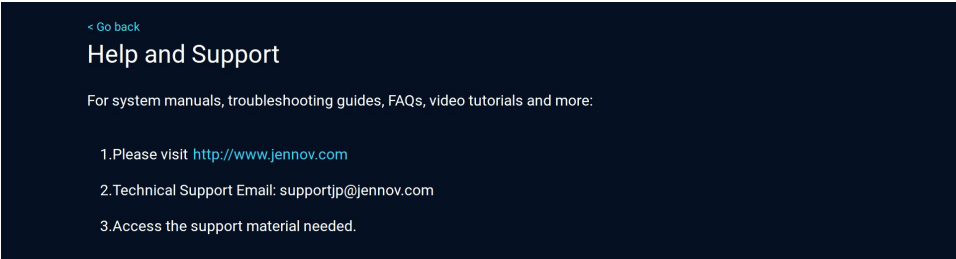 < Go back
Help and Support
For system manuals, troubleshooting guides, FAQs, video tutorials and more:
1.Please visit http://www.jennov.com
2.Technical Support Email: supportjp@jennov.com
3.Access the support material needed.